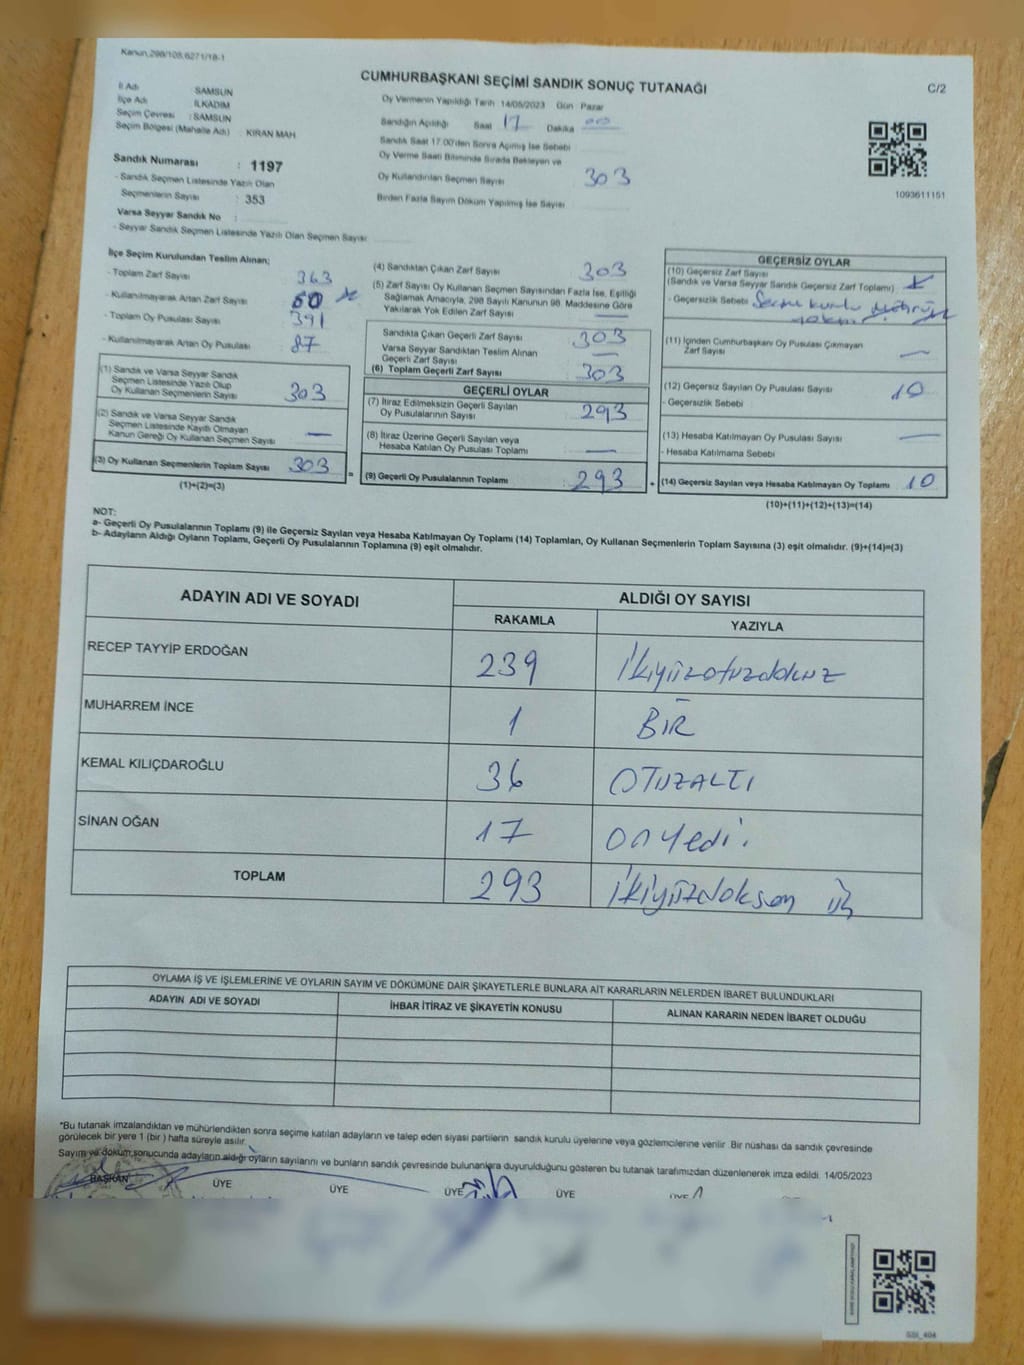 Kanun,298/105,6271/18-1
CUMHURBAŞKANI SEÇİMİ SANDIK SONUÇ TUTANAĞI
C/2
İl Adı SAMSUN
İlçe Adı İLKADIM
Seçim Çevresi : SAMSUN
Seçim Bölgesi (Mahalle Adı) : KIRAN MAH
Sandık Numarası : 1197
- Sandık Seçmen Listesinde Yazılı Olan
Seçmenlerin Sayısı : 353
Varsa Seyyar Sandık No :
- Seyyar Sandık Seçmen Listesinde Yazılı Olan Seçmen Sayısı
Oy Vermenin Yapıldığı Tarih 14/05/2023 Gün Pazar
Sandığın Açıldığı Saat 17 Dakika
Sandık Saat 17.00'den Sonra Açımış İse Sebebi
Oy Verme Saati Bitiminde Sırada Bekleyen ve
Oy Kullandırılan Seçmen Sayısı 303
Birden Fazla Sayım Döküm Yapılmış İse Sayısı
1093611151
İlçe Seçim Kurulundan Teslim Alınan;
- Toplam Zarf Sayısı 363
- Kullanılmayarak Artan Zarf Sayısı 60
- Toplam Oy Pusulası Sayısı 391
- Kullanılmayarak Artan Oy Pusulası 87
(1) Sandık ve Varsa Seyyar Sandık
Seçmen Listesinde Yazılı Olup
Oy Kullanan Seçmenlerin Sayısı 303
(2) Sandık ve Varsa Seyyar Sandık
Seçmen Listesinde Kayıtlı Olmayan
Kanun Gereği Oy Kullanan Seçmen Sayısı —
(3) Oy Kullanan Seçmenlerin Toplam Sayısı 303
(1)+(2)=(3)
(4) Sandıktan Çıkan Zarf Sayısı 303
(5) Zarf Sayısı Oy Kullanan Seçmen Sayısından Fazla İse, Eşitliği
Sağlamak Amacıyla, 298 Sayılı Kanunun 98. Maddesine Göre
Yakılarak Yok Edilen Zarf Sayısı —
Sandıkta Çıkan Geçerli Zarf Sayısı 303
Varsa Seyyar Sandıktan Teslim Alınan
Geçerli Zarf Sayısı —
(6) Toplam Geçerli Zarf Sayısı 303
GEÇERLİ OYLAR
(7) İtiraz Edilmeksizin Geçerli Sayılan
Oy Pusulalarının Sayısı 293
(8) İtiraz Üzerine Geçerli Sayılan veya
Hesaba Katılan Oy Pusulası Toplamı —
(9) Geçerli Oy Pusulalarının Toplamı : 293
GEÇERSİZ OYLAR
(10) Geçersiz Zarf Sayısı
(Sandık ve Varsa Seyyar Sandık Geçersiz Zarf Toplamı)
- Geçersizlik Sebebi
(11) İçinden Cumhurbaşkanı Oy Pusulası Çıkmayan
Zarf Sayısı —
(12) Geçersiz Sayılan Oy Pusulası Sayısı 10
- Geçersizlik Sebebi
(13) Hesaba Katılmayan Oy Pusulası Sayısı —
- Hesaba Katılmama Sebebi
(14) Geçersiz Sayılan veya Hesaba Katılmayan Oy Toplamı 10
(10)+(11)+(12)+(13)=(14)
NOT:
a- Geçerli Oy Pusulalarının Toplamı (9) ile Geçersiz Sayılan veya Hesaba Katılmayan Oy Toplamı (14) Toplamları, Oy Kullanan Seçmenlerin Toplam Sayısına (3) eşit olmalıdır. (9)+(14)=(3)
b- Adayların Aldığı Oyların Toplamı, Geçerli Oy Pusulalarının Toplamına (9) eşit olmalıdır.
ADAYIN ADI VE SOYADI ALDIĞI OY SAYISI
RAKAMLA YAZIYLA
RECEP TAYYİP ERDOĞAN 239 İkiyüzotuzdokuz
MUHARREM İNCE 1 BİR
KEMAL KILIÇDAROĞLU 36 OTUZALTI
SİNAN OĞAN 17 onyedi
TOPLAM 293 İkiyüzdoksan üç
OYLAMA İŞ VE İŞLEMLERİNE VE OYLARIN SAYIM VE DÖKÜMÜNE DAİR ŞİKAYETLERLE BUNLARA AİT KARARLARIN NELERDEN İBARET BULUNDUKLARI
ADAYIN ADI VE SOYADI İHBAR İTİRAZ VE ŞİKAYETİN KONUSU ALINAN KARARIN NEDEN İBARET OLDUĞU
*Bu tutanak imzalandıktan ve mühürlendikten sonra seçime katılan adayların ve talep eden siyasi partilerin sandık kurulu üyelerine veya gözlemcilerine verilir. Bir nüshası da sandık çevresinde
görülecek bir yere 1 (bir) hafta süreyle asılır.
Sayım ve döküm sonucunda adayların aldığı oyların sayılarını ve bunların sandık çevresinde bulunanlara duyurulduğunu gösteren bu tutanak tarafımızdan düzenlenerek imza edildi. 14/05/2023
BAŞKAN ÜYE ÜYE ÜYE ÜYE ÜYE
SSI_404